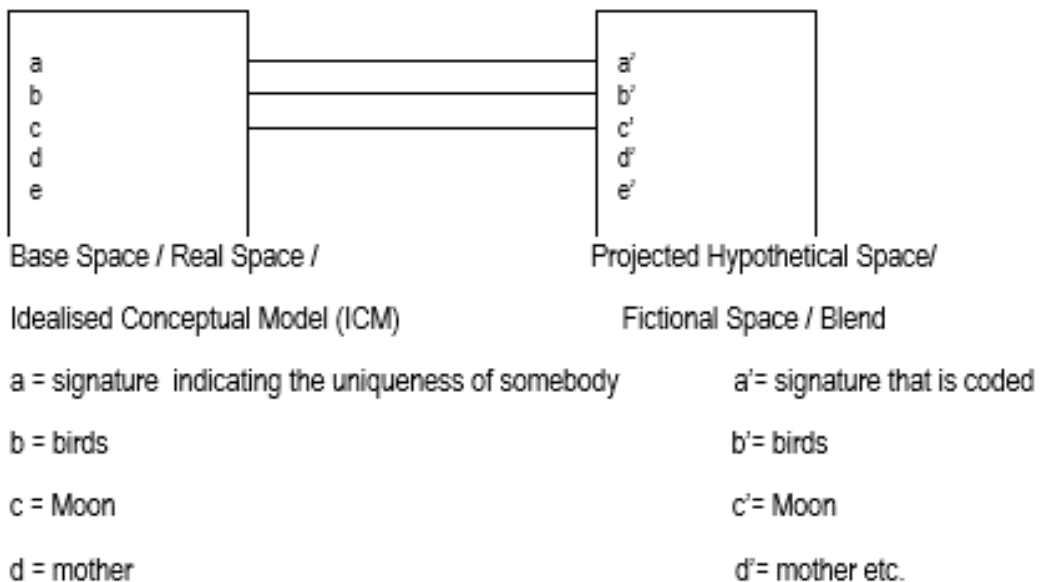 a a'
b b'
c c'
d d'
e e'
Base Space / Real Space / Projected Hypothetical Space/
Idealised Conceptual Model (ICM) Fictional Space / Blend
a = signature indicating the uniqueness of somebody a'= signature that is coded
b = birds b'= birds
c = Moon c'= Moon
d = mother d'= mother etc.